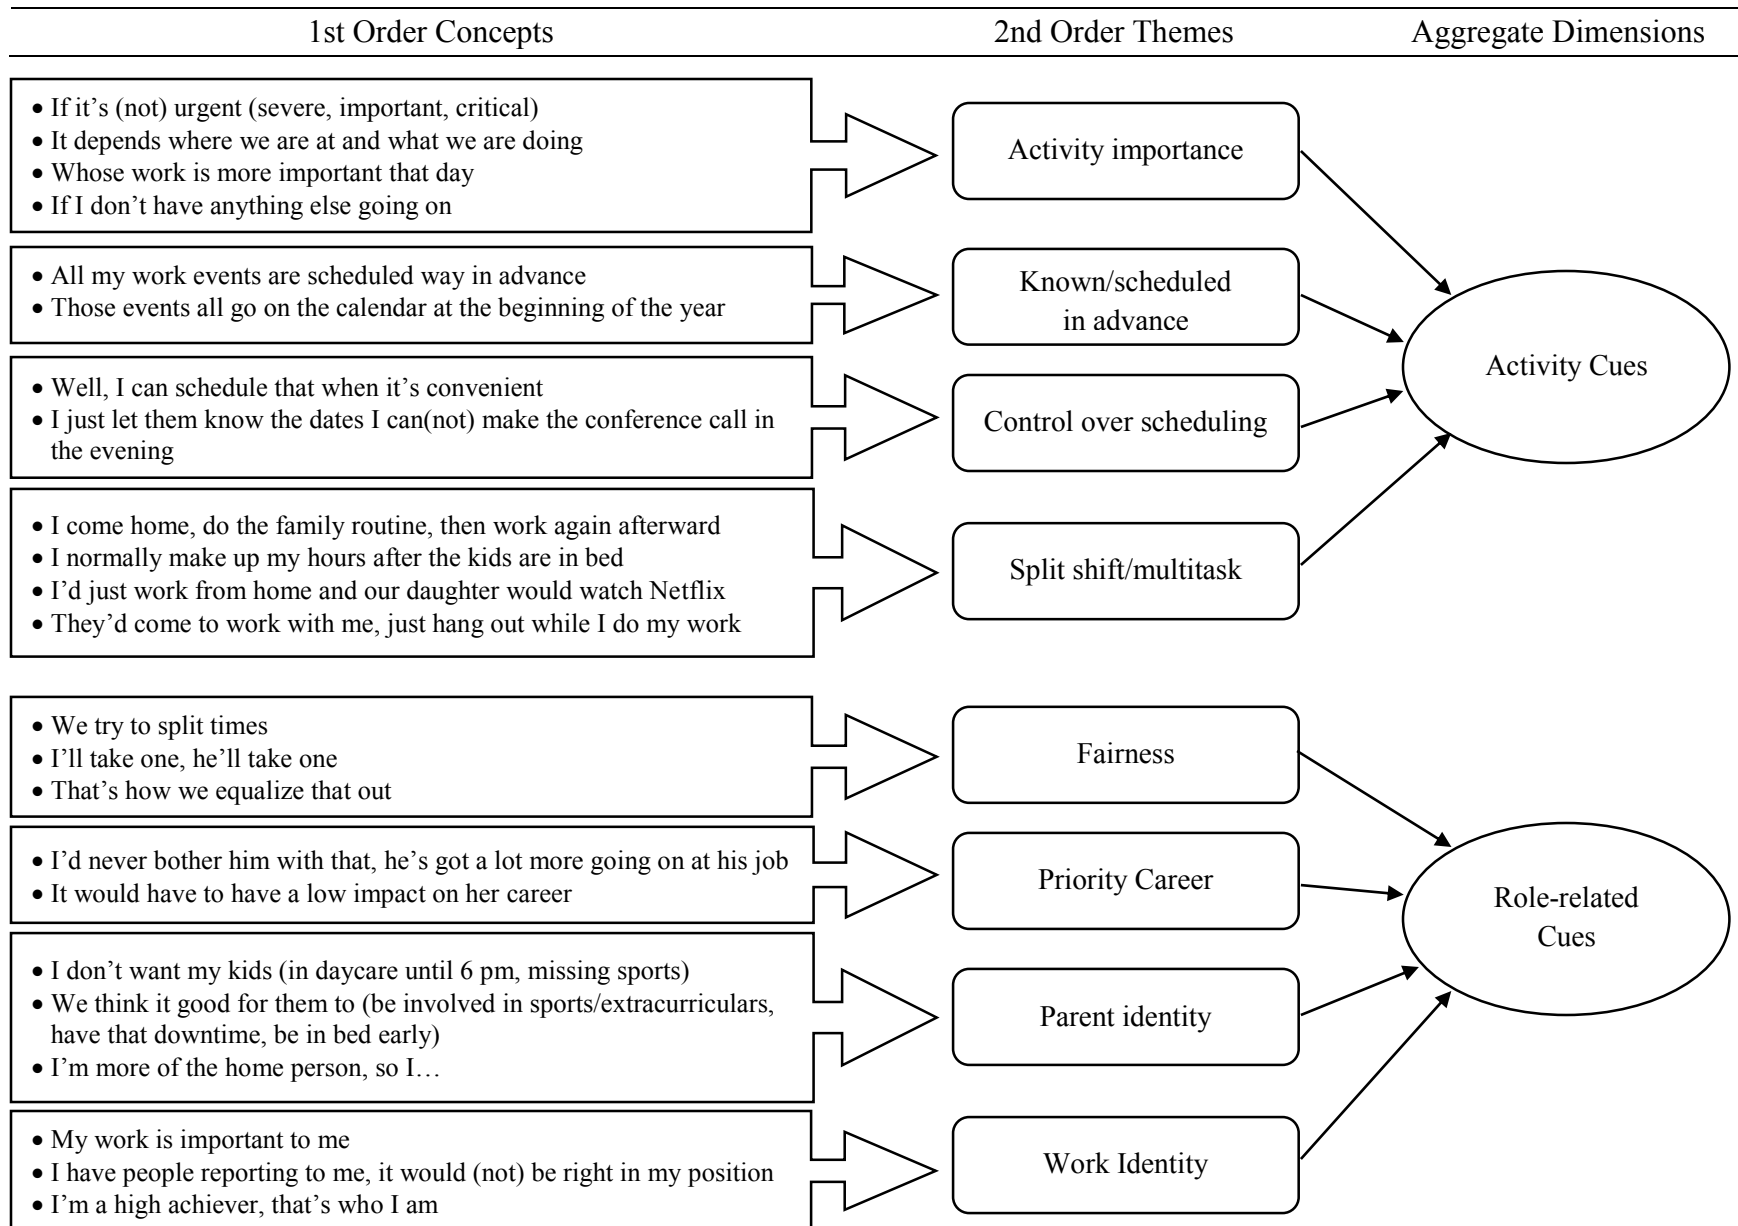 1st Order Concepts 2nd Order Themes Aggregate Dimensions
• If it’s (not) urgent (severe, important, critical)
• It depends where we are at and what we are doing
• Whose work is more important that day
• If I don’t have anything else going on
Activity importance
• All my work events are scheduled way in advance
• Those events all go on the calendar at the beginning of the year
Known/scheduled
in advance
• Well, I can schedule that when it’s convenient
• I just let them know the dates I can(not) make the conference call in
the evening
Control over scheduling
• I come home, do the family routine, then work again afterward
• I normally make up my hours after the kids are in bed
• I’d just work from home and our daughter would watch Netflix
• They’d come to work with me, just hang out while I do my work
Split shift/multitask
Activity Cues
• We try to split times
• I’ll take one, he’ll take one
• That’s how we equalize that out
Fairness
• I’d never bother him with that, he’s got a lot more going on at his job
• It would have to have a low impact on her career
Priority Career
• I don’t want my kids (in daycare until 6 pm, missing sports)
• We think it good for them to (be involved in sports/extracurriculars,
have that downtime, be in bed early)
• I’m more of the home person, so I…
Parent identity
• My work is important to me
• I have people reporting to me, it would (not) be right in my position
• I’m a high achiever, that’s who I am
Work Identity
Role-related
Cues